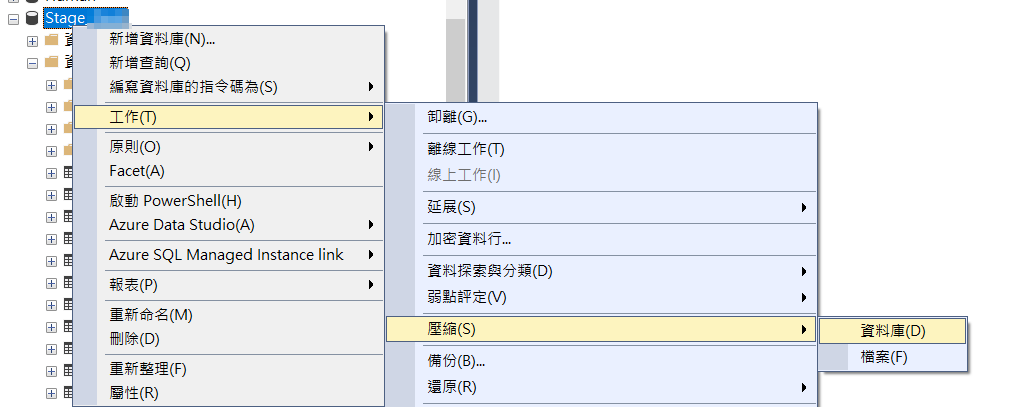 Stage_
新增資料庫(N)...
新增查詢(Q)
編寫資料庫的指令碼為(S)
工作(T)
原則(O)
Facet(A)
啟動 PowerShell(H)
Azure Data Studio(A)
Azure SQL Managed Instance link
報表(P)
重新命名(M)
刪除(D)
重新整理(F)
屬性(R)
卸離(G)...
離線工作(T)
線上工作(I)
延展(S)
加密資料行...
資料探索與分類(D)
弱點評定(V)
壓縮(S)
備份(B)...
還原(R)
資料庫(D)
檔案(F)